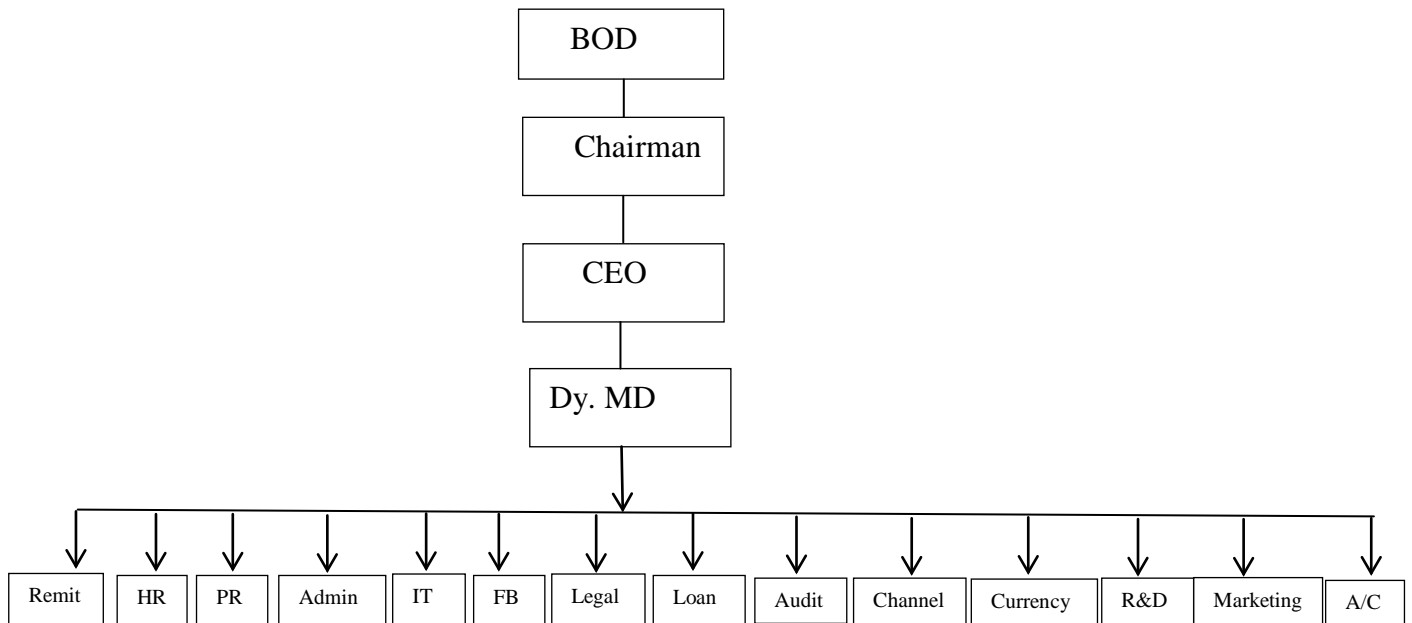 BOD
Chairman
CEO
Dy. MD
Remit
HR
PR
Admin
IT
FB
Legal
Loan
Audit
Channel
Currency
R&D
Marketing
A/C